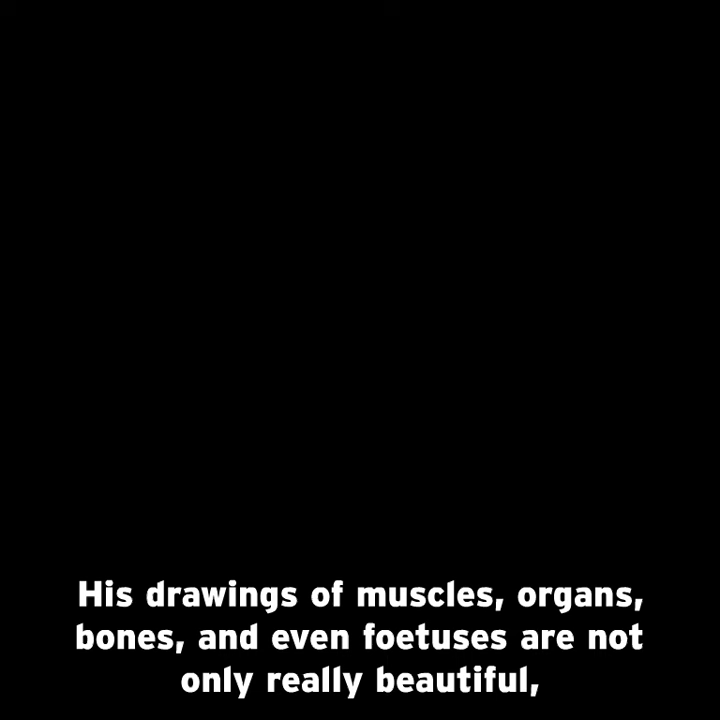 His drawings of muscles, organs,
bones, and even foetuses are not
only really beautiful,